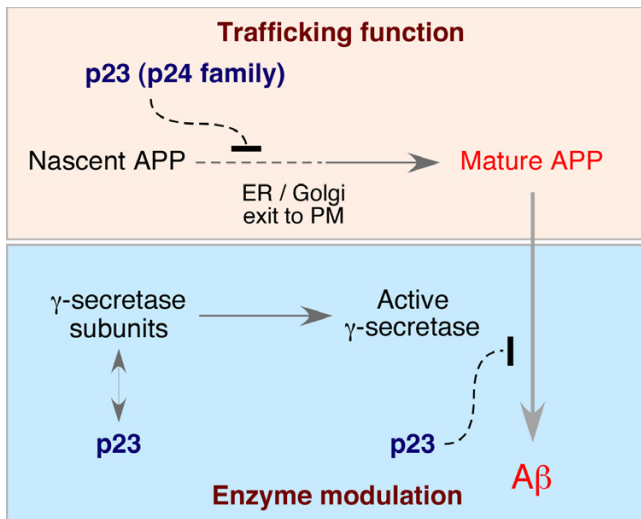 Trafficking function
p23 (p24 family)
Nascent APP
Mature APP
ER / Golgi
exit to PM
γ-secretase
subunits
Active
γ-secretase
p23
p23
Aβ
Enzyme modulation